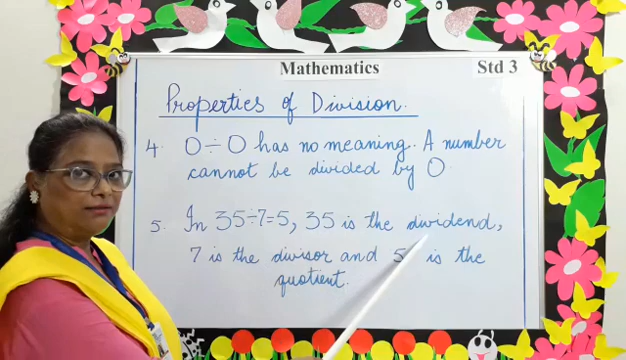 Mathematics Std 3
Properties of Division.
4. 0 ÷ 0 has no meaning. A number
cannot be divided by 0.
5. In 35÷7=5, 35 is the dividend,
7 is the divisor and 5 is the
quotient.